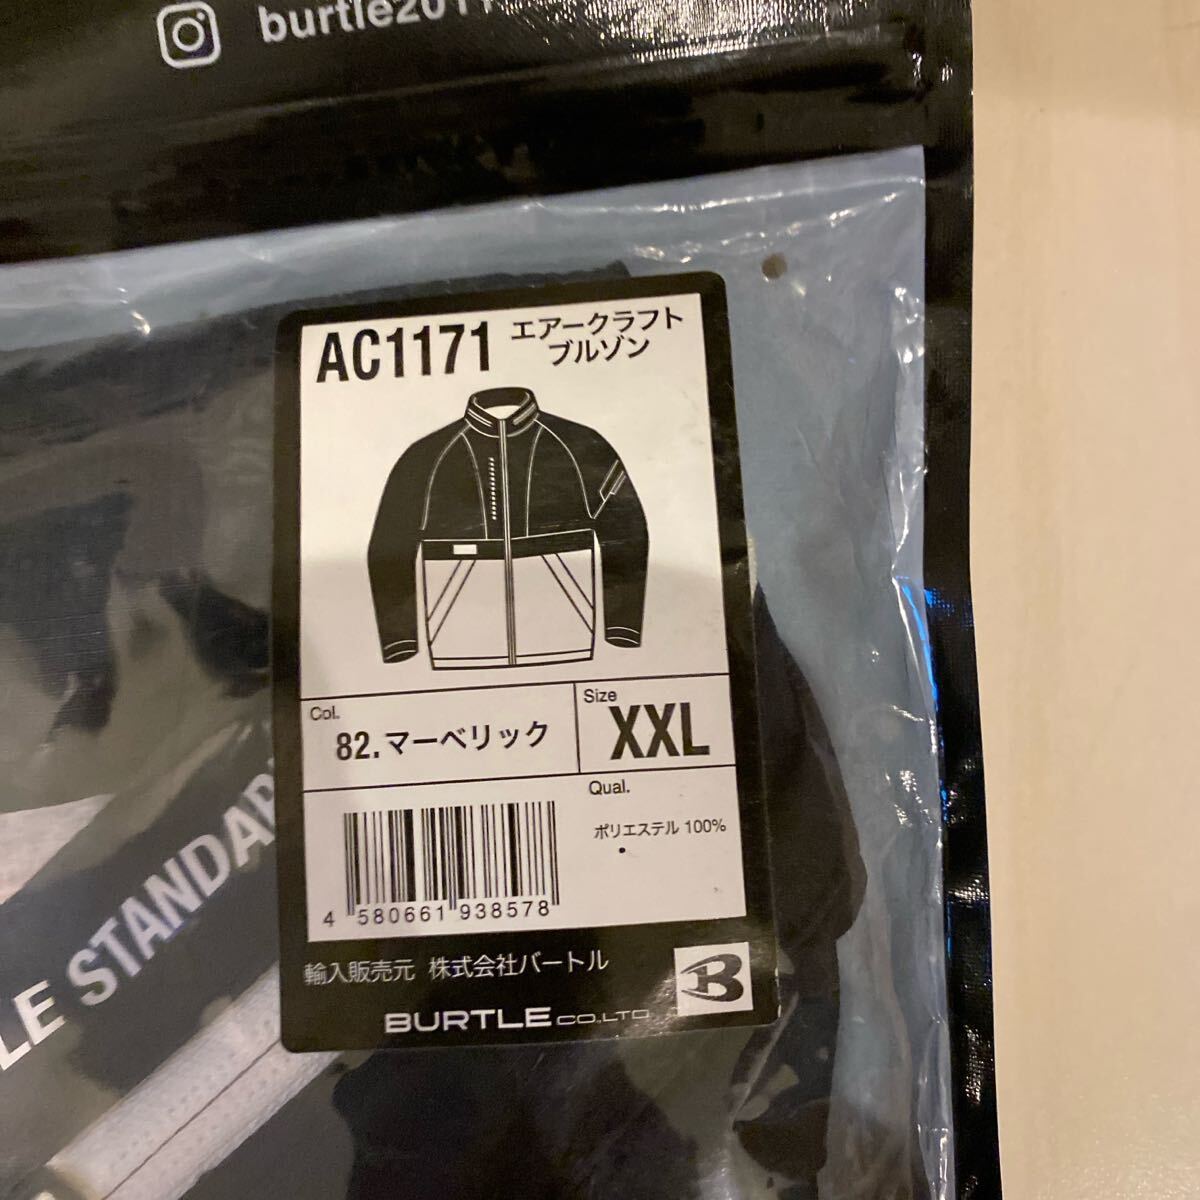 AC1171 エアークラフト
ブルゾン
Col.
82.マーベリック
Size
XXL
Qual.
ポリエステル 100%
4 580661 938578
輸入販売元 株式会社バートル
BURTLE CO.,LTD
B
LE STANDAR